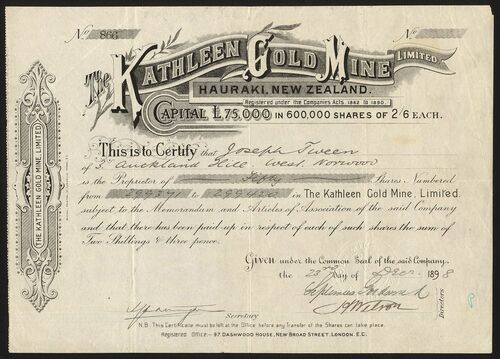 No 866 No
The Kathleen Gold Mine Limited.
HAURAKI, NEW ZEALAND.
Registered under the Companies Acts. 1862 to 1890.
CAPITAL £75,000 IN 600,000 SHARES OF 2/6 EACH.
This is to Certify that Joseph Tween
of 3. Auckland Hill West Norwood
is the Proprietor of Fifty Shares Numbered
from 299371 to 299420 in The Kathleen Gold Mine, Limited.
subject to the Memorandum and Articles of Association of the said Company
and that there has been paid up in respect of each of such shares the sum of
Two Shillings & three pence.
Given under the Common Seal of the said Company
the 23rd day of Decr. 1898
Directors
Secretary
N.B. This Certificate must be left at the Office before any Transfer of the Shares can take place.
Registered Office:- 97. DASHWOOD HOUSE, NEW BROAD STREET, LONDON. E.C.
THE KATHLEEN GOLD MINE, LIMITED.